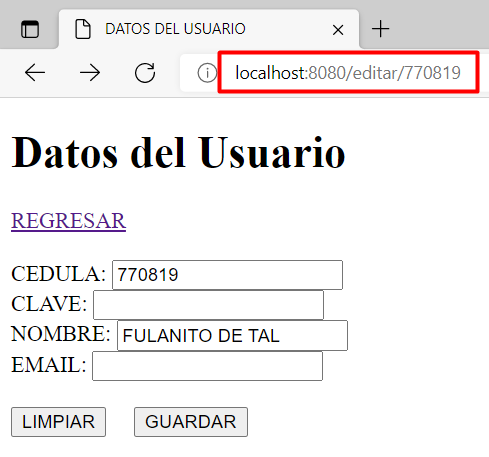 DATOS DEL USUARIO
localhost:8080/editar/770819
Datos del Usuario
REGRESAR
CEDULA: 770819
CLAVE:
NOMBRE: FULANITO DE TAL
EMAIL:
LIMPIAR GUARDAR